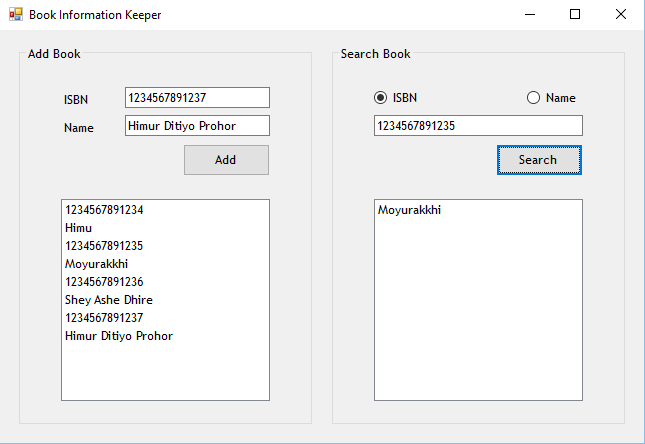 Book Information Keeper
Add Book
ISBN 1234567891237
Name Himur Ditiyo Prohor
Add
1234567891234
Himu
1234567891235
Moyurakkhi
1234567891236
Shey Ashe Dhire
1234567891237
Himur Ditiyo Prohor
Search Book
ISBN Name
1234567891235
Search
Moyurakkhi